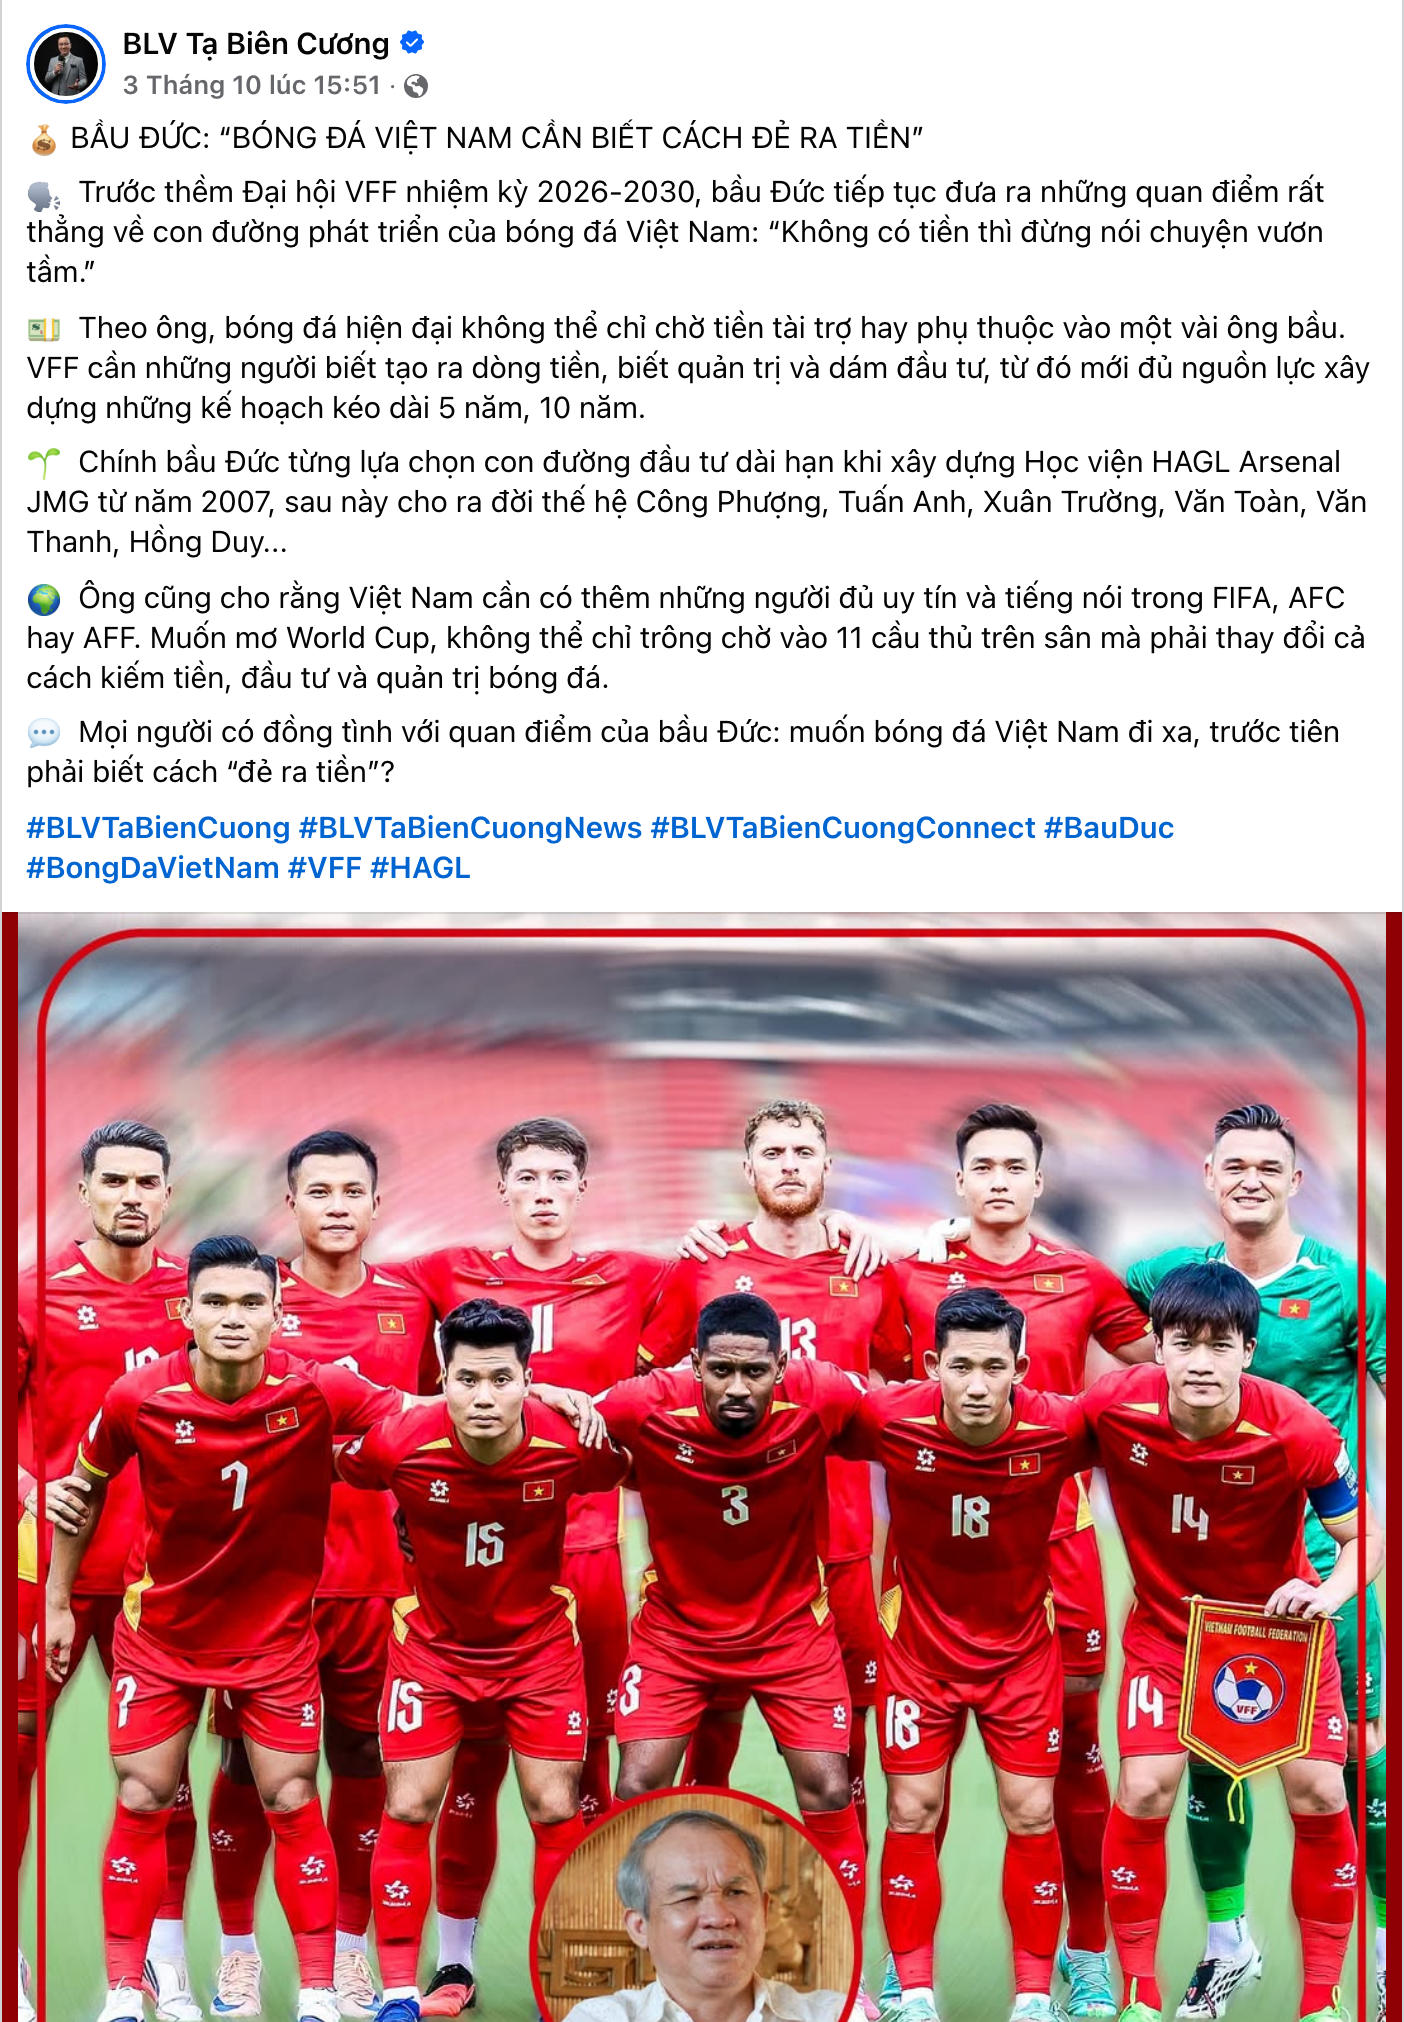 BLV Tạ Biên Cương
3 Tháng 10 lúc 15:51 ·
BẦU ĐỨC: “BÓNG ĐÁ VIỆT NAM CẦN BIẾT CÁCH ĐẺ RA TIỀN”
Trước thềm Đại hội VFF nhiệm kỳ 2026-2030, bầu Đức tiếp tục đưa ra những quan điểm rất
thẳng về con đường phát triển của bóng đá Việt Nam: “Không có tiền thì đừng nói chuyện vươn
tầm.”
Theo ông, bóng đá hiện đại không thể chỉ chờ tiền tài trợ hay phụ thuộc vào một vài ông bầu.
VFF cần những người biết tạo ra dòng tiền, biết quản trị và dám đầu tư, từ đó mới đủ nguồn lực xây
dựng những kế hoạch kéo dài 5 năm, 10 năm.
Chính bầu Đức từng lựa chọn con đường đầu tư dài hạn khi xây dựng Học viện HAGL Arsenal
JMG từ năm 2007, sau này cho ra đời thế hệ Công Phượng, Tuấn Anh, Xuân Trường, Văn Toàn, Văn
Thanh, Hồng Duy...
Ông cũng cho rằng Việt Nam cần có thêm những người đủ uy tín và tiếng nói trong FIFA, AFC
hay AFF. Muốn mơ World Cup, không thể chỉ trông chờ vào 11 cầu thủ trên sân mà phải thay đổi cả
cách kiếm tiền, đầu tư và quản trị bóng đá.
Mọi người có đồng tình với quan điểm của bầu Đức: muốn bóng đá Việt Nam đi xa, trước tiên
phải biết cách “đẻ ra tiền”?
#BLVTaBienCuong #BLVTaBienCuongNews #BLVTaBienCuongConnect #BauDuc
#BongDaVietNam #VFF #HAGL
11
13
7
15
3
18
14
VIETNAM FOOTBALL FEDERATION
VFF
7
15
3
18
14